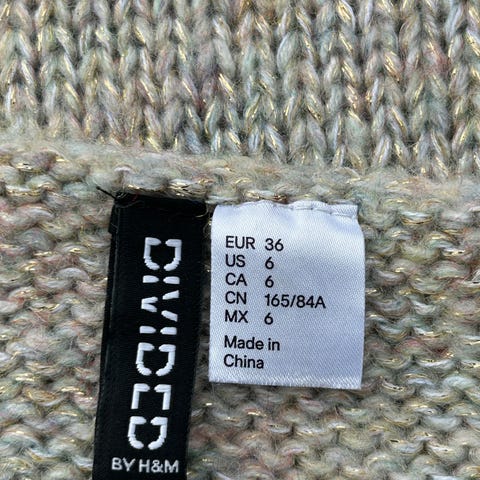 DIVIDED
BY H&M
EUR 36
US 6
CA 6
CN 165/84A
MX 6
Made in
China